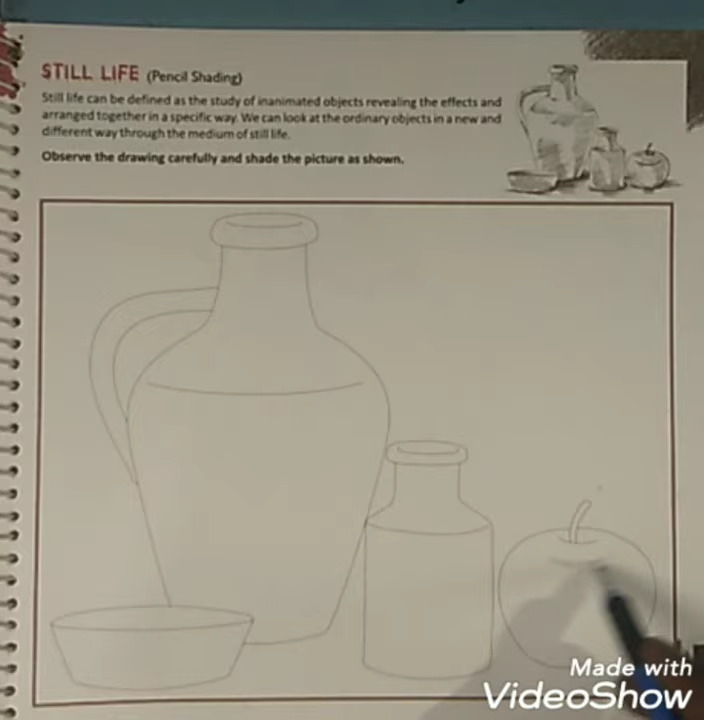 STILL LIFE (Pencil Shading)
Still life can be defined as the study of inanimated objects revealing the effects and
arranged together in a specific way. We can look at the ordinary objects in a new and
different way through the medium of still life.
Observe the drawing carefully and shade the picture as shown.
Made with
VideoShow